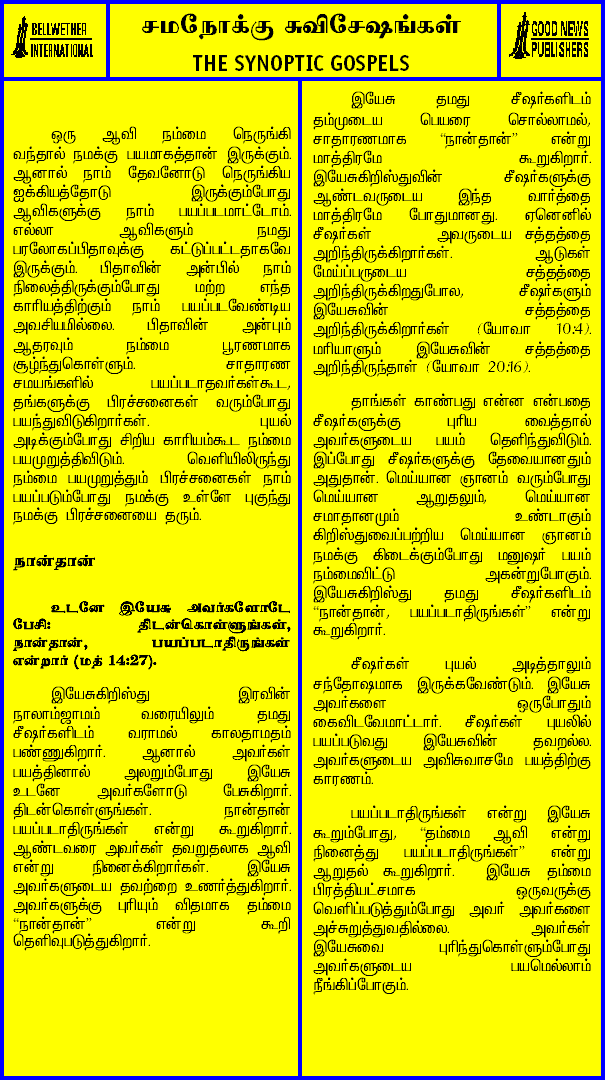 BELLWETHER
INTERNATIONAL
சமநோக்கு சுவிசேஷங்கள்
THE SYNOPTIC GOSPELS
GOOD NEWS
PUBLISHERS
ஒரு ஆவி நம்மை நெருங்கி
வந்தால் நமக்கு பயமாகத்தான் இருக்கும்.
ஆனால் நாம் தேவனோடு நெருங்கிய
ஐக்கியத்தோடு இருக்கும்போது
ஆவிகளுக்கு நாம் பயப்படமாட்டோம்.
எல்லா ஆவிகளும் நமது
பரலோகப்பிதாவுக்கு கட்டுப்பட்டதாகவே
இருக்கும். பிதாவின் அன்பில் நாம்
நிலைத்திருக்கும்போது மற்ற எந்த
காரியத்திற்கும் நாம் பயப்படவேண்டிய
அவசியமில்லை. பிதாவின் அன்பும்
ஆதரவும் நம்மை பூரணமாக
சூழ்ந்துகொள்ளும். சாதாரண
சமயங்களில் பயப்படாதவர்கள்கூட,
தங்களுக்கு பிரச்சனைகள் வரும்போது
பயந்துவிடுகிறார்கள். புயல்
அடிக்கும்போது சிறிய காரியம்கூட நம்மை
பயமுறுத்திவிடும். வெளியிலிருந்து
நம்மை பயமுறுத்தும் பிரச்சனைகள் நாம்
பயப்படும்போது நமக்கு உள்ளே புகுந்து
நமக்கு பிரச்சனையை தரும்.
நான்தான்
உடனே இயேசு அவர்களோடே
பேசி: திடன்கொள்ளுங்கள்,
நான்தான், பயப்படாதிருங்கள்
என்றார் (மத் 14:27).
இயேசுகிறிஸ்து இரவின்
நாலாம்ஜாமம் வரையிலும் தமது
சீஷர்களிடம் வராமல் காலதாமதம்
பண்ணுகிறார். ஆனால் அவர்கள்
பயத்தினால் அலறும்போது இயேசு
உடனே அவர்களோடு பேசுகிறார்.
திடன்கொள்ளுங்கள். நான்தான்
பயப்படாதிருங்கள் என்று கூறுகிறார்.
ஆண்டவரை அவர்கள் தவறுதலாக ஆவி
என்று நினைக்கிறார்கள். இயேசு
அவர்களுடைய தவற்றை உணர்த்துகிறார்.
அவர்களுக்கு புரியும் விதமாக தம்மை
“நான்தான்” என்று கூறி
தெளிவுபடுத்துகிறார்.
இயேசு தமது சீஷர்களிடம்
தம்முடைய பெயரை சொல்லாமல்,
சாதாரணமாக “நான்தான்” என்று
மாத்திரமே கூறுகிறார்.
இயேசுகிறிஸ்துவின் சீஷர்களுக்கு
ஆண்டவருடைய இந்த வார்த்தை
மாத்திரமே போதுமானது. ஏனெனில்
சீஷர்கள் அவருடைய சத்தத்தை
அறிந்திருக்கிறார்கள். ஆடுகள்
மேய்ப்பருடைய சத்தத்தை
அறிந்திருக்கிறதுபோல, சீஷர்களும்
இயேசுவின் சத்தத்தை
அறிந்திருக்கிறார்கள் (யோவா 10:4).
மரியாளும் இயேசுவின் சத்தத்தை
அறிந்திருந்தாள் (யோவா 20:16).
தாங்கள் காண்பது என்ன என்பதை
சீஷர்களுக்கு புரிய வைத்தால்
அவர்களுடைய பயம் தெளிந்துவிடும்.
இப்போது சீஷர்களுக்கு தேவையானதும்
அதுதான். மெய்யான ஞானம் வரும்போது
மெய்யான ஆறுதலும், மெய்யான
சமாதானமும் உண்டாகும்
கிறிஸ்துவைப்பற்றிய மெய்யான ஞானம்
நமக்கு கிடைக்கும்போது மனுஷர் பயம்
நம்மைவிட்டு அகன்றுபோகும்.
இயேசுகிறிஸ்து தமது சீஷர்களிடம்
“நான்தான், பயப்படாதிருங்கள்” என்று
கூறுகிறார்.
சீஷர்கள் புயல் அடித்தாலும்
சந்தோஷமாக இருக்கவேண்டும். இயேசு
அவர்களை ஒருபோதும்
கைவிடவேமாட்டார். சீஷர்கள் புயலில்
பயப்படுவது இயேசுவின் தவறல்ல.
அவர்களுடைய அவிசுவாசமே பயத்திற்கு
காரணம்.
பயப்படாதிருங்கள் என்று இயேசு
கூறும்போது, “தம்மை ஆவி என்று
நினைத்து பயப்படாதிருங்கள்” என்று
ஆறுதல் கூறுகிறார். இயேசு தம்மை
பிரத்தியட்சமாக ஒருவருக்கு
வெளிப்படுத்தும்போது அவர் அவர்களை
அச்சுறுத்துவதில்லை. அவர்கள்
இயேசுவை புரிந்துகொள்ளும்போது
அவர்களுடைய பயமெல்லாம்
நீங்கிப்போகும்.